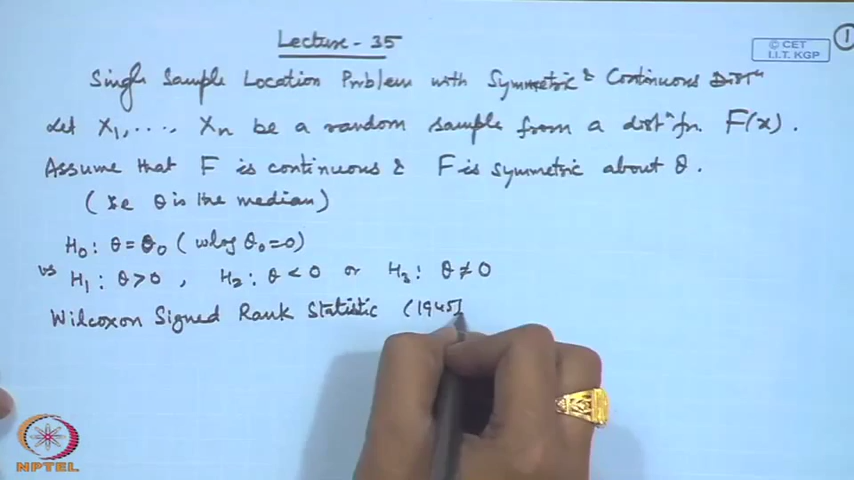 Lecture - 35
1
© CET
I.I.T. KGP
Single Sample Location Problem with Symmetric & Continuous Distⁿ
Let X₁, ..., Xₙ be a random sample from a distⁿ fn. F(x).
Assume that F is continuous & F is symmetric about θ.
(ie θ is the median)
H₀: θ = θ₀ (wlog θ₀=0)
vs H₁: θ>0, H₂: θ<0 or H₃: θ≠0
Wilcoxon Signed Rank Statistic (1945)
NPTEL